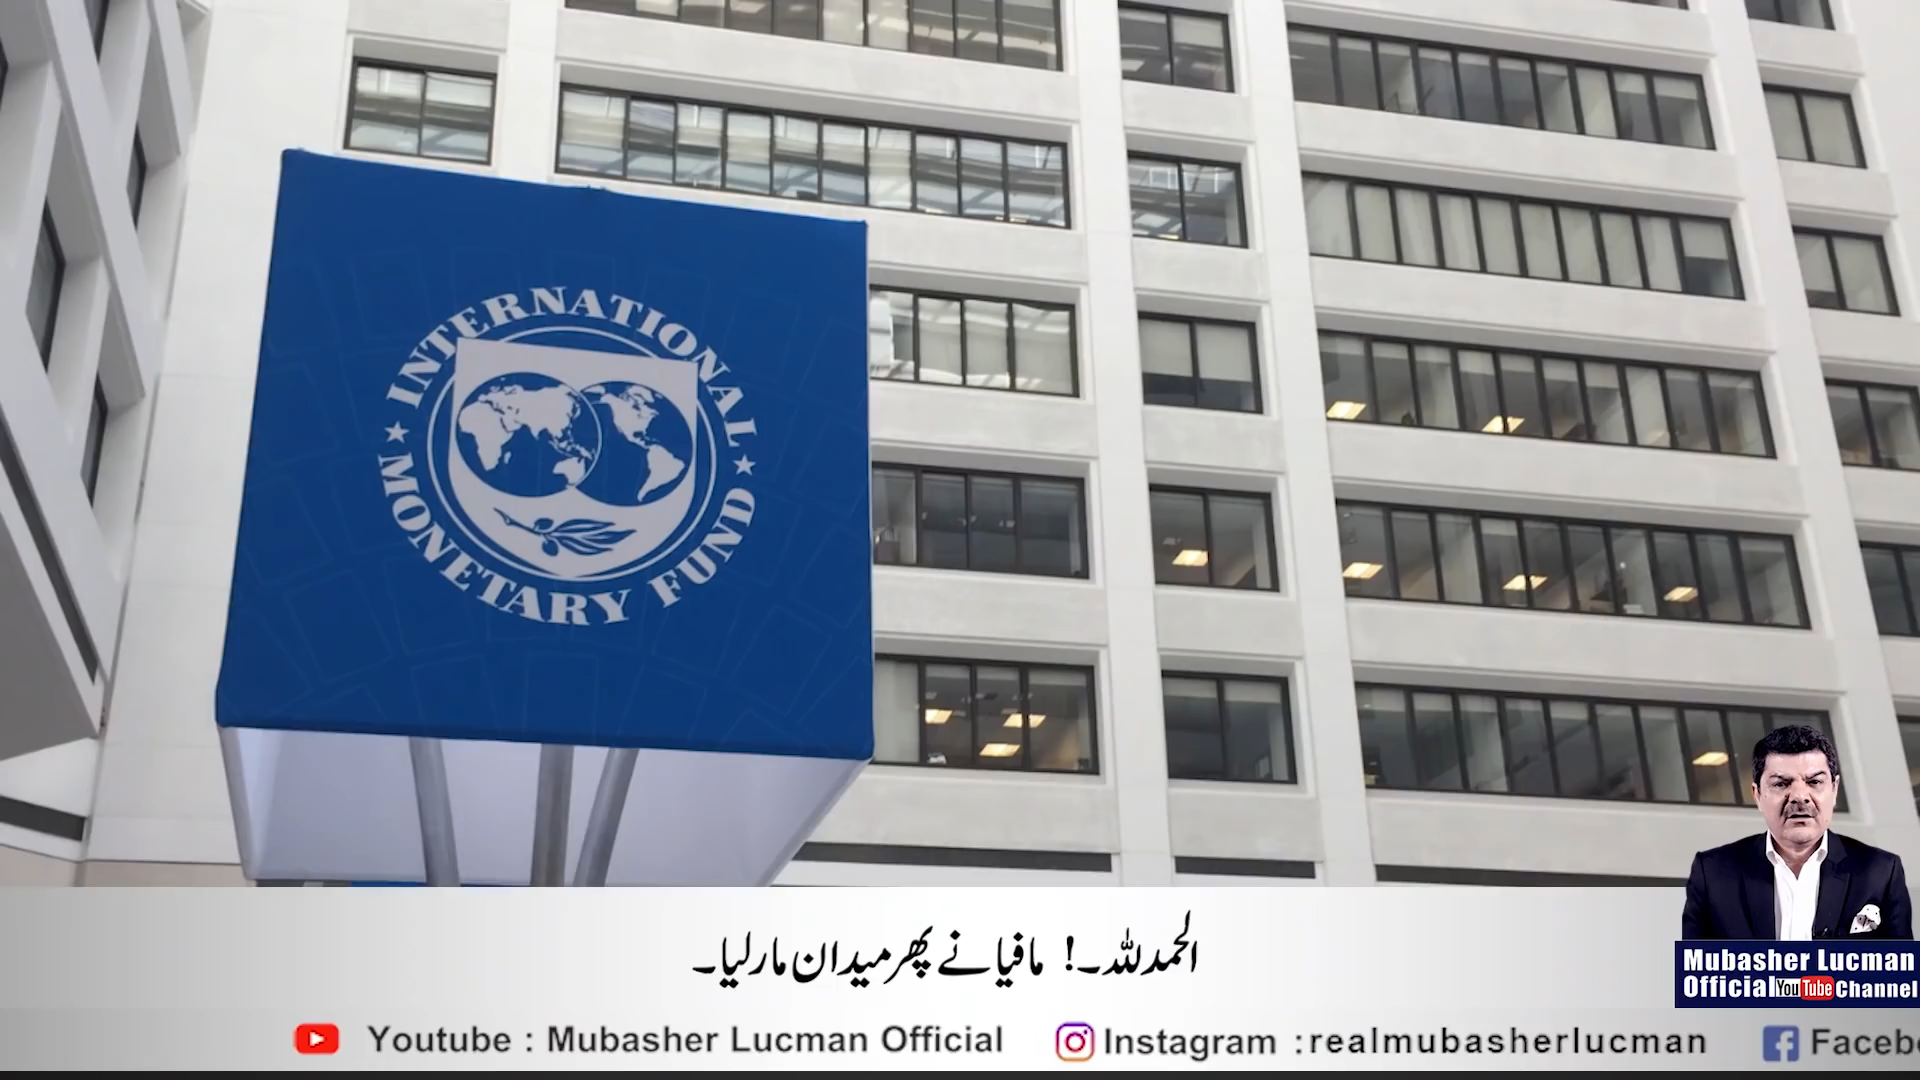 INTERNATIONAL
MONETARY FUND
الحمدللہ۔! مافیا نے پھر میدان مار لیا۔
Mubasher Lucman
Official YouTube Channel
Youtube : Mubasher Lucman Official
Instagram :realmubasherlucman
Facebo